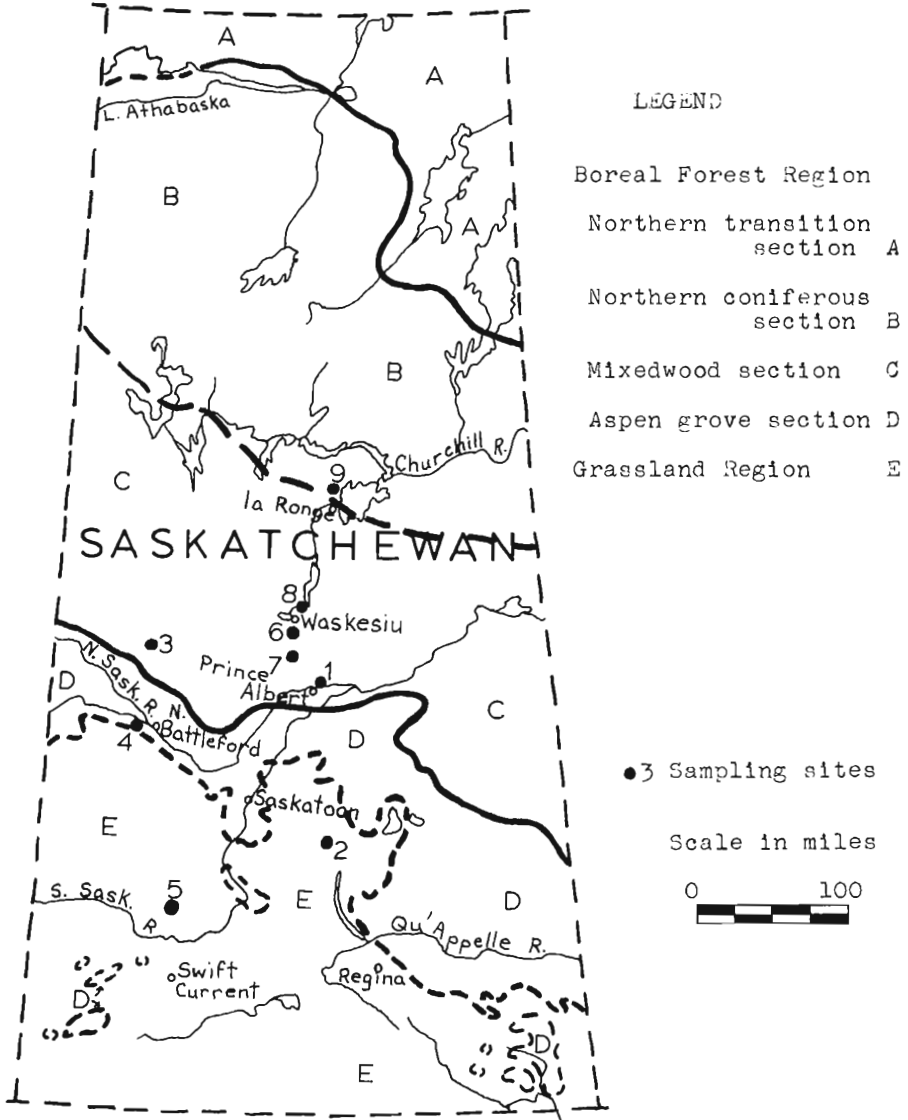 A
A
L. Athabaska
B
A
B
Churchill R.
C
9
la Ronge
SASKATCHEWAN
8
Waskesiu
6
3
7
Prince
Albert
1
N. Sask. R.
D
C
N.
Battleford
4
D
Saskatoon
E
2
5
E
D
S. Sask.
R
Qu'Appelle R.
Swift
Current
Regina
D
D
E
LEGEND
Boreal Forest Region
Northern transition
section A
Northern coniferous
section B
Mixedwood section C
Aspen grove section D
Grassland Region E
3 Sampling sites
Scale in miles
0 100